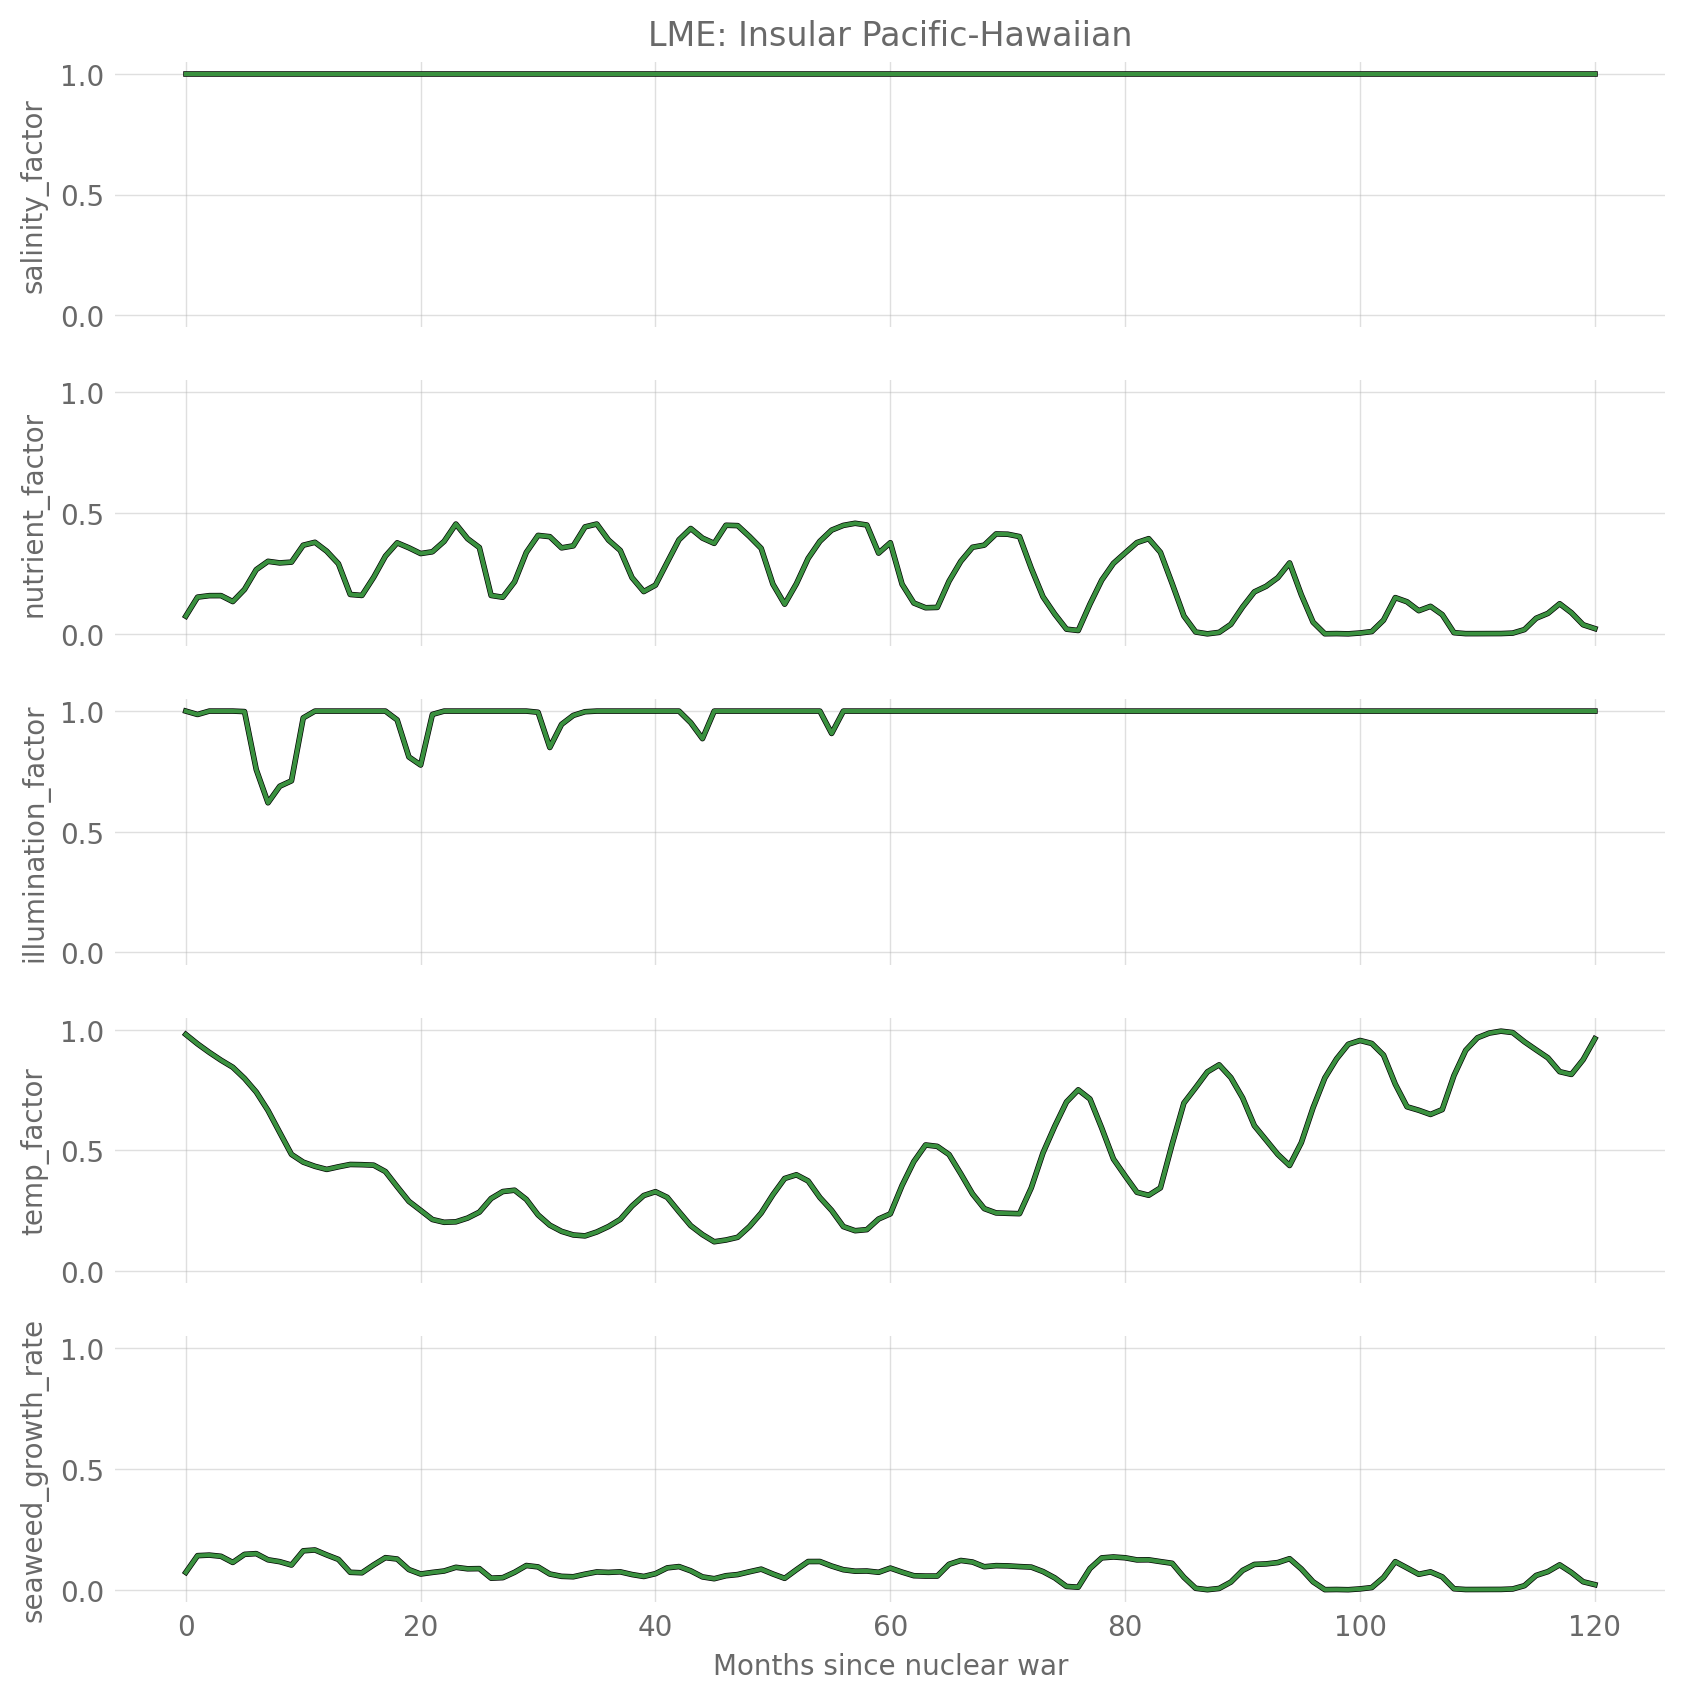 LME: Insular Pacific-Hawaiian
1.0
0.5
0.0
salinity_factor
1.0
0.5
0.0
nutrient_factor
1.0
0.5
0.0
illumination_factor
1.0
0.5
0.0
temp_factor
1.0
0.5
0.0
seaweed_growth_rate
0 20 40 60 80 100 120
Months since nuclear war